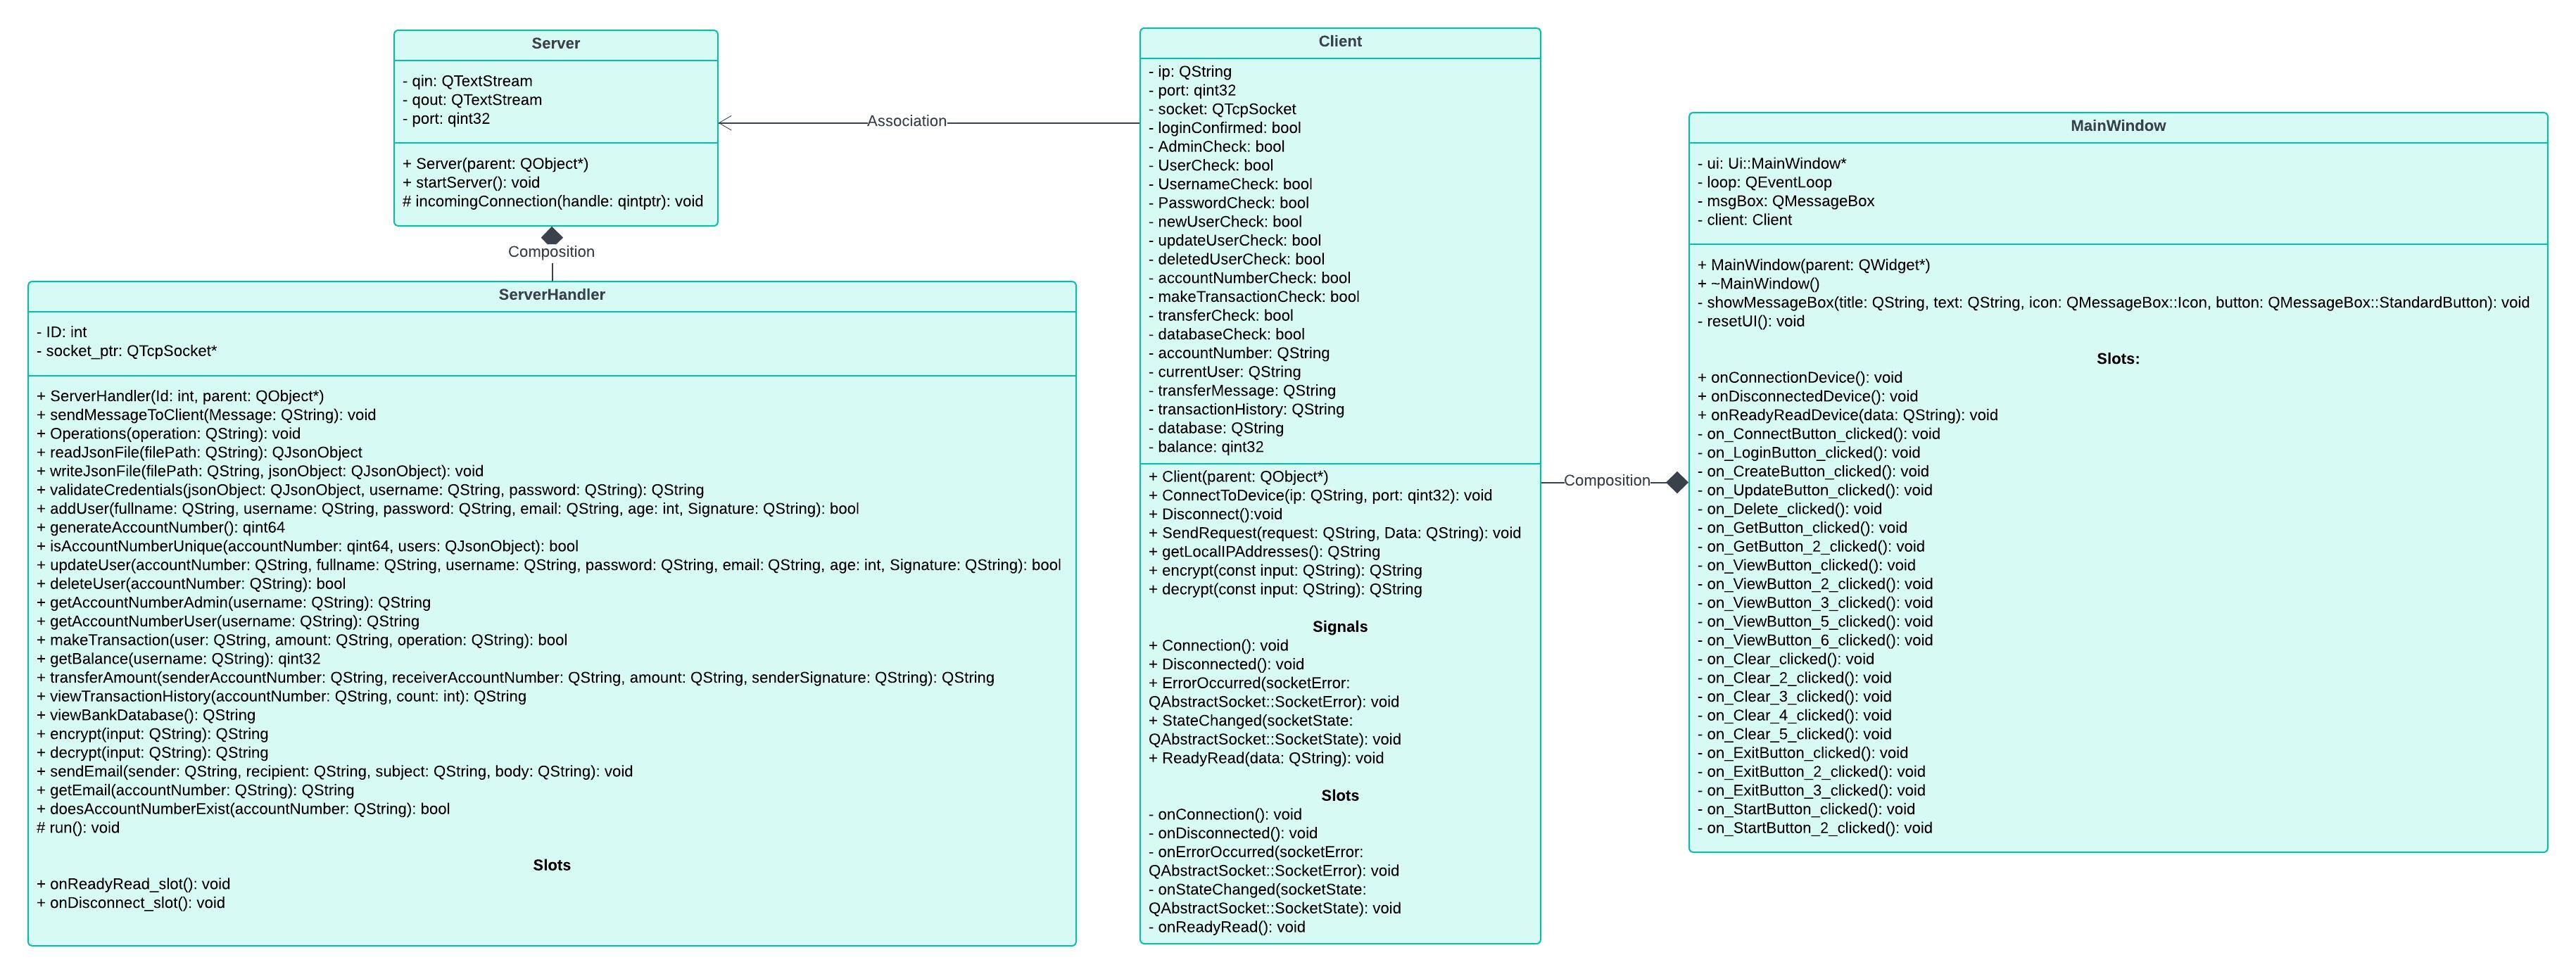 Server
- qin: QTextStream
- qout: QTextStream
- port: qint32
+ Server(parent: QObject*)
+ startServer(): void
# incomingConnection(handle: qintptr): void
Association
Composition
ServerHandler
- ID: int
- socket_ptr: QTcpSocket*
+ ServerHandler(Id: int, parent: QObject*)
+ sendMessageToClient(Message: QString): void
+ Operations(operation: QString): void
+ readJsonFile(filePath: QString): QJsonObject
+ writeJsonFile(filePath: QString, jsonObject: QJsonObject): void
+ validateCredentials(jsonObject: QJsonObject, username: QString, password: QString): QString
+ addUser(fullname: QString, username: QString, password: QString, email: QString, age: int, Signature: QString): bool
+ generateAccountNumber(): qint64
+ isAccountNumberUnique(accountNumber: qint64, users: QJsonObject): bool
+ updateUser(accountNumber: QString, fullname: QString, username: QString, password: QString, email: QString, age: int, Signature: QString): bool
+ deleteUser(accountNumber: QString): bool
+ getAccountNumberAdmin(username: QString): QString
+ getAccountNumberUser(username: QString): QString
+ makeTransaction(user: QString, amount: QString, operation: QString): bool
+ getBalance(username: QString): qint32
+ transferAmount(senderAccountNumber: QString, receiverAccountNumber: QString, amount: QString, senderSignature: QString): QString
+ viewTransactionHistory(accountNumber: QString, count: int): QString
+ viewBankDatabase(): QString
+ encrypt(input: QString): QString
+ decrypt(input: QString): QString
+ sendEmail(sender: QString, recipient: QString, subject: QString, body: QString): void
+ getEmail(accountNumber: QString): QString
+ doesAccountNumberExist(accountNumber: QString): bool
# run(): void
Slots
+ onReadyRead_slot(): void
+ onDisconnect_slot(): void
Client
- ip: QString
- port: qint32
- socket: QTcpSocket
- loginConfirmed: bool
- AdminCheck: bool
- UserCheck: bool
- UsernameCheck: bool
- PasswordCheck: bool
- newUserCheck: bool
- updateUserCheck: bool
- deletedUserCheck: bool
- accountNumberCheck: bool
- makeTransactionCheck: bool
- transferCheck: bool
- databaseCheck: bool
- accountNumber: QString
- currentUser: QString
- transferMessage: QString
- transactionHistory: QString
- database: QString
- balance: qint32
+ Client(parent: QObject*)
+ ConnectToDevice(ip: QString, port: qint32): void
+ Disconnect():void
+ SendRequest(request: QString, Data: QString): void
+ getLocalIPAddresses(): QString
+ encrypt(const input: QString): QString
+ decrypt(const input: QString): QString
Signals
+ Connection(): void
+ Disconnected(): void
+ ErrorOccurred(socketError:
QAbstractSocket::SocketError): void
+ StateChanged(socketState:
QAbstractSocket::SocketState): void
+ ReadyRead(data: QString): void
Slots
- onConnection(): void
- onDisconnected(): void
- onErrorOccurred(socketError:
QAbstractSocket::SocketError): void
- onStateChanged(socketState:
QAbstractSocket::SocketState): void
- onReadyRead(): void
Composition
MainWindow
- ui: Ui::MainWindow*
- loop: QEventLoop
- msgBox: QMessageBox
- client: Client
+ MainWindow(parent: QWidget*)
+ ~MainWindow()
- showMessageBox(title: QString, text: QString, icon: QMessageBox::Icon, button: QMessageBox::StandardButton): void
- resetUI(): void
Slots:
+ onConnectionDevice(): void
+ onDisconnectedDevice(): void
+ onReadyReadDevice(data: QString): void
- on_ConnectButton_clicked(): void
- on_LoginButton_clicked(): void
- on_CreateButton_clicked(): void
- on_UpdateButton_clicked(): void
- on_Delete_clicked(): void
- on_GetButton_clicked(): void
- on_GetButton_2_clicked(): void
- on_ViewButton_clicked(): void
- on_ViewButton_2_clicked(): void
- on_ViewButton_3_clicked(): void
- on_ViewButton_5_clicked(): void
- on_ViewButton_6_clicked(): void
- on_Clear_clicked(): void
- on_Clear_2_clicked(): void
- on_Clear_3_clicked(): void
- on_Clear_4_clicked(): void
- on_Clear_5_clicked(): void
- on_ExitButton_clicked(): void
- on_ExitButton_2_clicked(): void
- on_ExitButton_3_clicked(): void
- on_StartButton_clicked(): void
- on_StartButton_2_clicked(): void